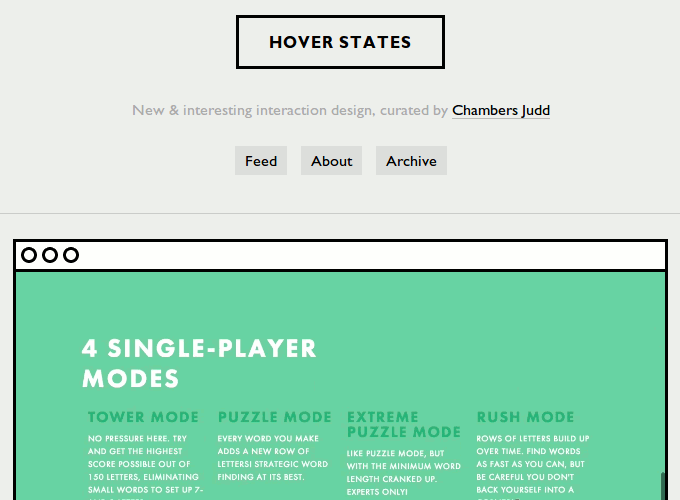 HOVER STATES
New & interesting interaction design, curated by Chambers Judd
Feed About Archive
4 SINGLE-PLAYER
MODES
TOWER MODE
NO PRESSURE HERE. TRY
AND GET THE HIGHEST
SCORE POSSIBLE OUT OF
150 LETTERS, ELIMINATING
SMALL WORDS TO SET UP 7-
PUZZLE MODE
EVERY WORD YOU MAKE
ADDS A NEW ROW OF
LETTERS! STRATEGIC WORD
FINDING AT ITS BEST.
EXTREME
PUZZLE MODE
LIKE PUZZLE MODE, BUT
WITH THE MINIMUM WORD
LENGTH CRANKED UP.
EXPERTS ONLY!
RUSH MODE
ROWS OF LETTERS BUILD UP
OVER TIME. FIND WORDS
AS FAST AS YOU CAN, BUT
BE CAREFUL YOU DON'T
BACK YOURSELF INTO A